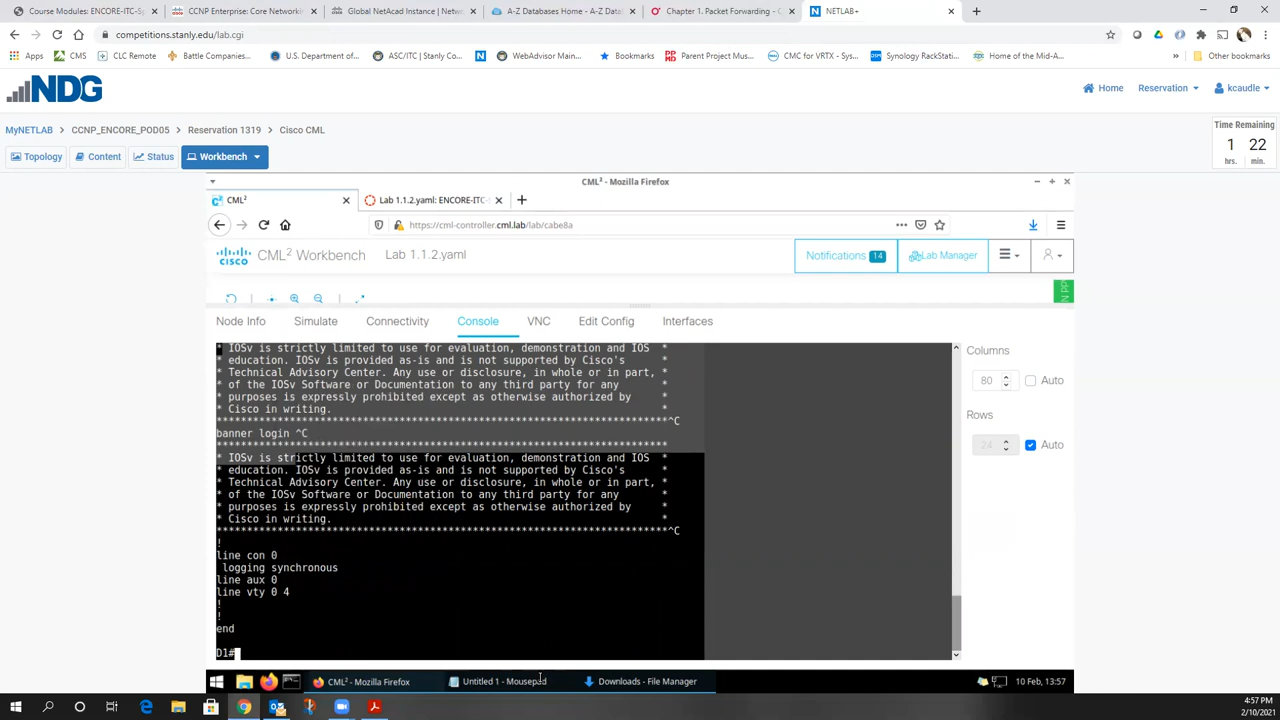 Course Modules: ENCORE-ITC-Sp
CCNP Enterprise: Core Networkin
Global NetAcad Instance | Netw
A-Z Databases Home - A-Z Data
Chapter 1. Packet Forwarding - C
NETLAB+
competitions.stanly.edu/lab.cgi
Apps
CMS
CLC Remote
Battle Companies...
U.S. Department of...
ASC/ITC | Stanly Co...
WebAdvisor Main...
Bookmarks
Parent Project Mus...
CMC for VRTX - Sys...
Synology RackStati...
Home of the Mid-A...
»
Other bookmarks
NDG
Home
Reservation
kcaudle
MyNETLAB > CCNP_ENCORE_POD05 > Reservation 1319 > Cisco CML
Time Remaining
1 22
hrs. min.
Topology
Content
Status
Workbench
CML² - Mozilla Firefox
CML²
Lab 1.1.2.yaml: ENCORE-ITC-
https://cml-controller.cml.lab/lab/cabe8a
CISCO
CML² Workbench
Lab 1.1.2.yaml
Notifications 14
Lab Manager
Node Info
Simulate
Connectivity
Console
VNC
Edit Config
Interfaces
* IOSv is strictly limited to use for evaluation, demonstration and IOS *
* education. IOSv is provided as-is and is not supported by Cisco's *
* Technical Advisory Center. Any use or disclosure, in whole or in part, *
* of the IOSv Software or Documentation to any third party for any *
* purposes is expressly prohibited except as otherwise authorized by *
* Cisco in writing. *
**************************************************************************^C
banner login ^C
**************************************************************************
* IOSv is strictly limited to use for evaluation, demonstration and IOS *
* education. IOSv is provided as-is and is not supported by Cisco's *
* Technical Advisory Center. Any use or disclosure, in whole or in part, *
* of the IOSv Software or Documentation to any third party for any *
* purposes is expressly prohibited except as otherwise authorized by *
* Cisco in writing. *
**************************************************************************^C
!
line con 0
logging synchronous
line aux 0
line vty 0 4
!
!
end
D1#
Columns
80
Auto
Rows
24
Auto
CML² - Mozilla Firefox
Untitled 1 - Mousepad
Downloads - File Manager
10 Feb, 13:57
4:57 PM
2/10/2021